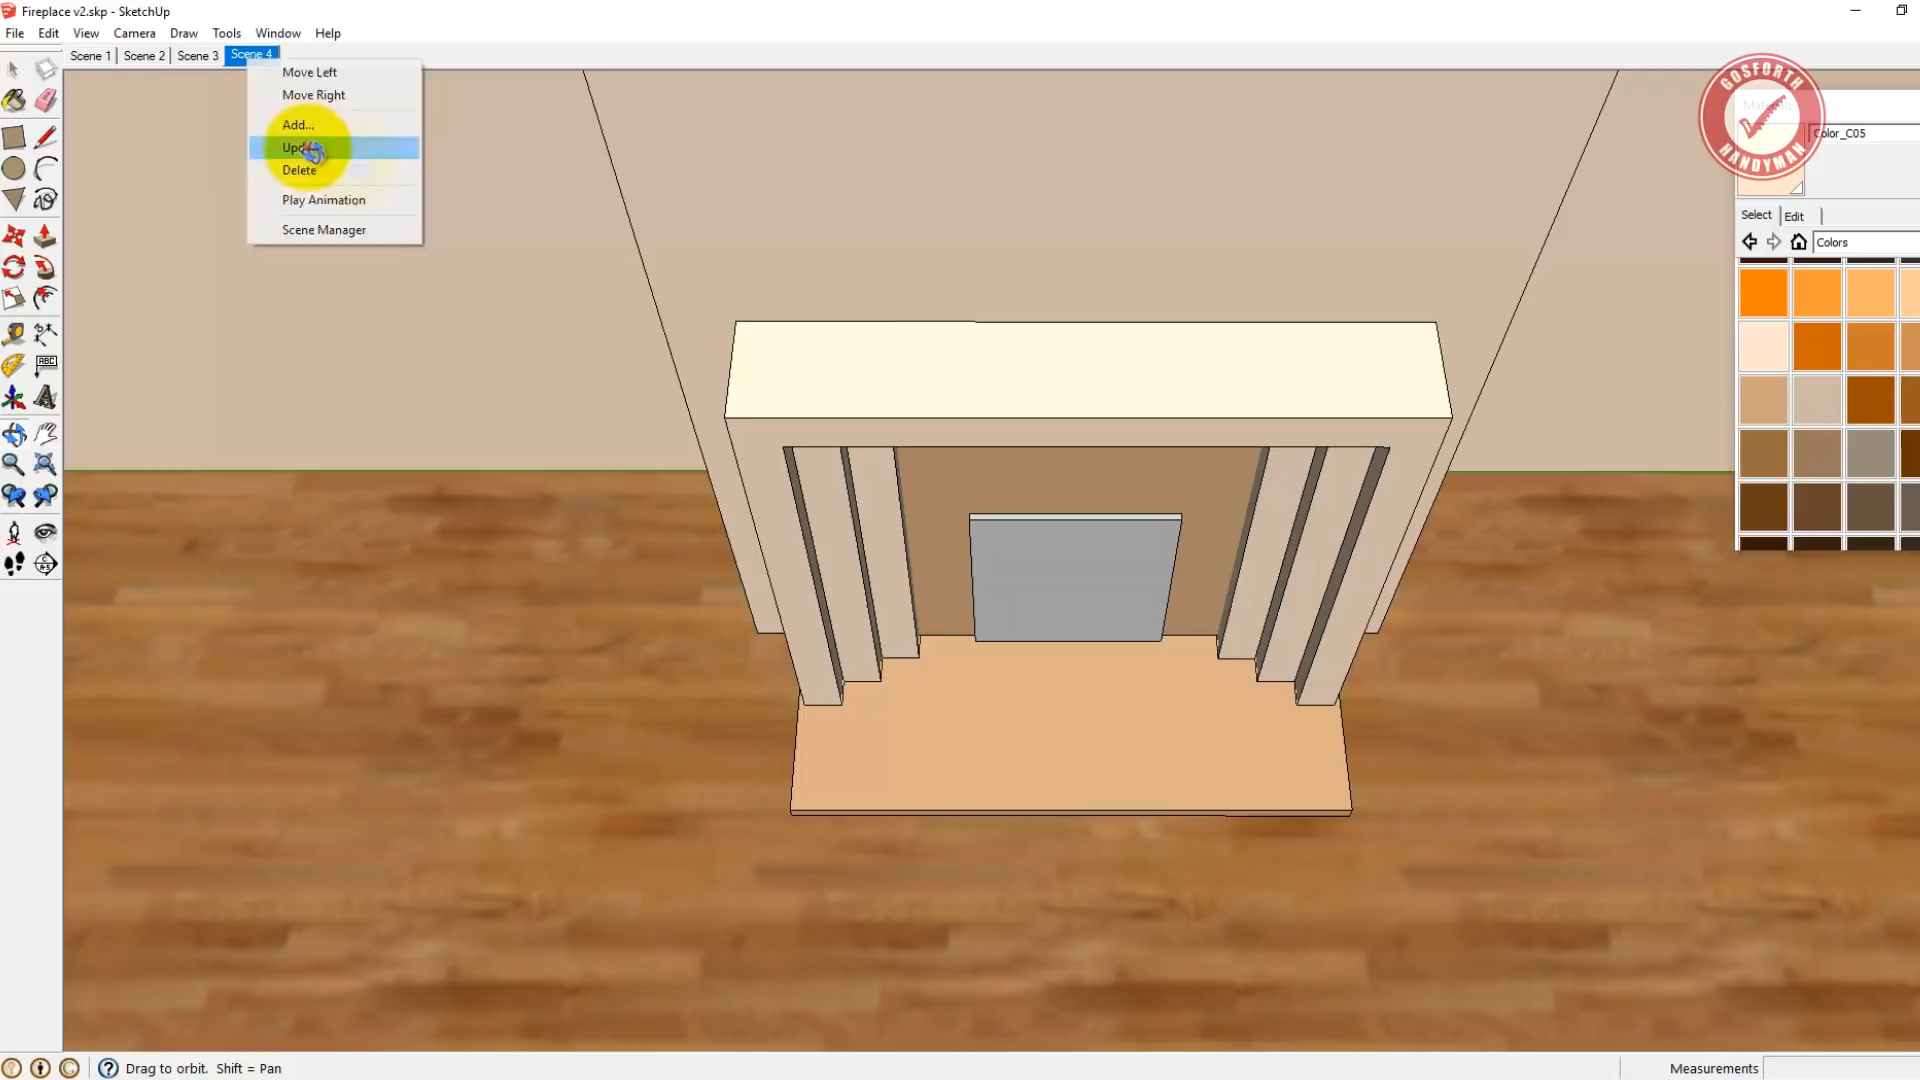 Fireplace v2.skp - SketchUp
File Edit View Camera Draw Tools Window Help
Scene 1 Scene 2 Scene 3 Scene 4
Move Left
Move Right
Add...
Delete
Play Animation
Scene Manager
GOSFORTH
HANDYMAN
Color_C05
Select Edit
Colors
ABC
Drag to orbit. Shift = Pan
Measurements